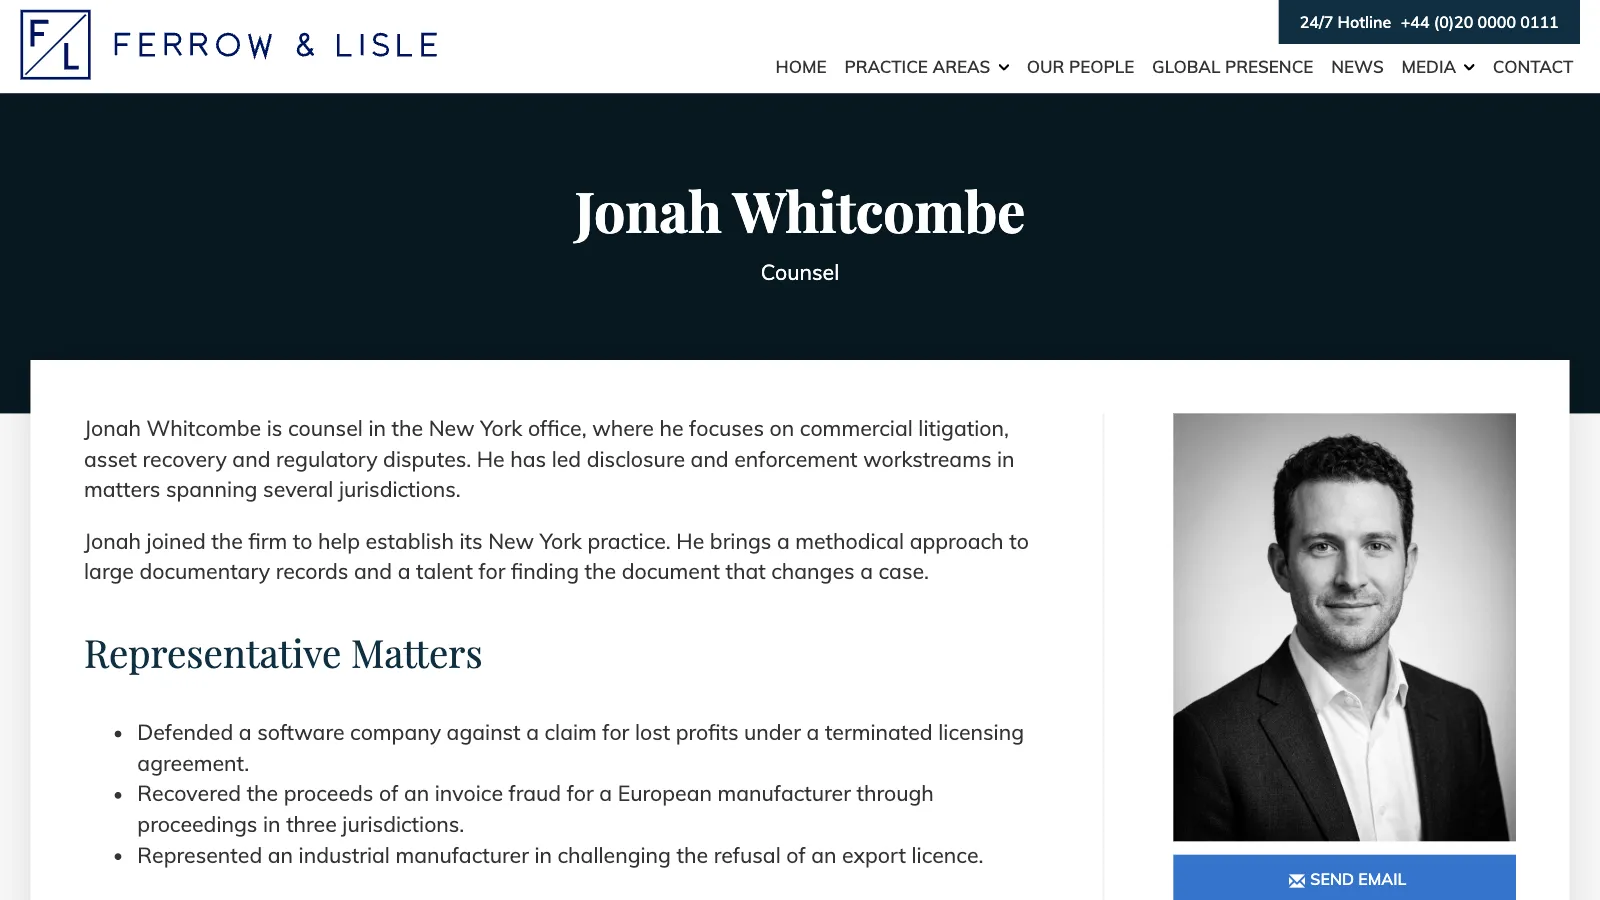 F L FERROW & LISLE
24/7 Hotline +44 (0)20 0000 0111
HOME PRACTICE AREAS OUR PEOPLE GLOBAL PRESENCE NEWS MEDIA CONTACT
Jonah Whitcombe
Counsel
Jonah Whitcombe is counsel in the New York office, where he focuses on commercial litigation,
asset recovery and regulatory disputes. He has led disclosure and enforcement workstreams in
matters spanning several jurisdictions.
Jonah joined the firm to help establish its New York practice. He brings a methodical approach to
large documentary records and a talent for finding the document that changes a case.
Representative Matters
• Defended a software company against a claim for lost profits under a terminated licensing
agreement.
• Recovered the proceeds of an invoice fraud for a European manufacturer through
proceedings in three jurisdictions.
• Represented an industrial manufacturer in challenging the refusal of an export licence.
SEND EMAIL